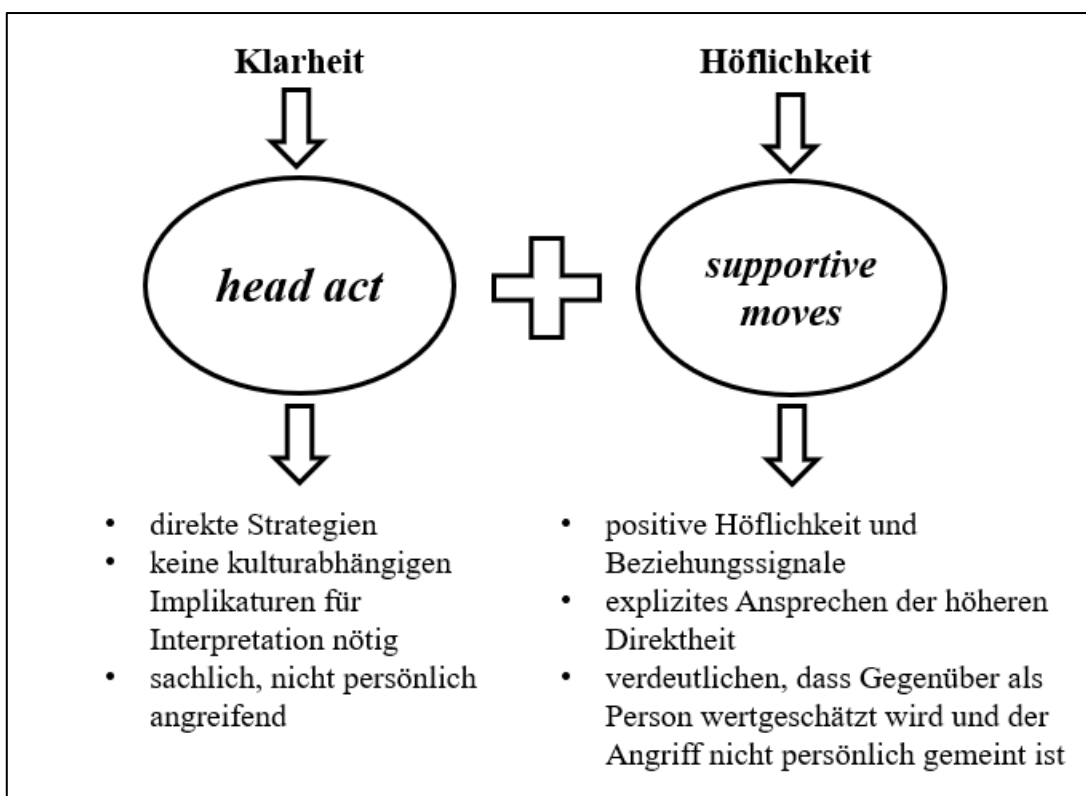 Klarheit
Höflichkeit
head act
supportive
moves
• direkte Strategien
• keine kulturabhängigen
Implikaturen für
Interpretation nötig
• sachlich, nicht persönlich
angreifend
• positive Höflichkeit und
Beziehungssignale
• explizites Ansprechen der höheren
Direktheit
• verdeutlichen, dass Gegenüber als
Person wertgeschätzt wird und der
Angriff nicht persönlich gemeint ist